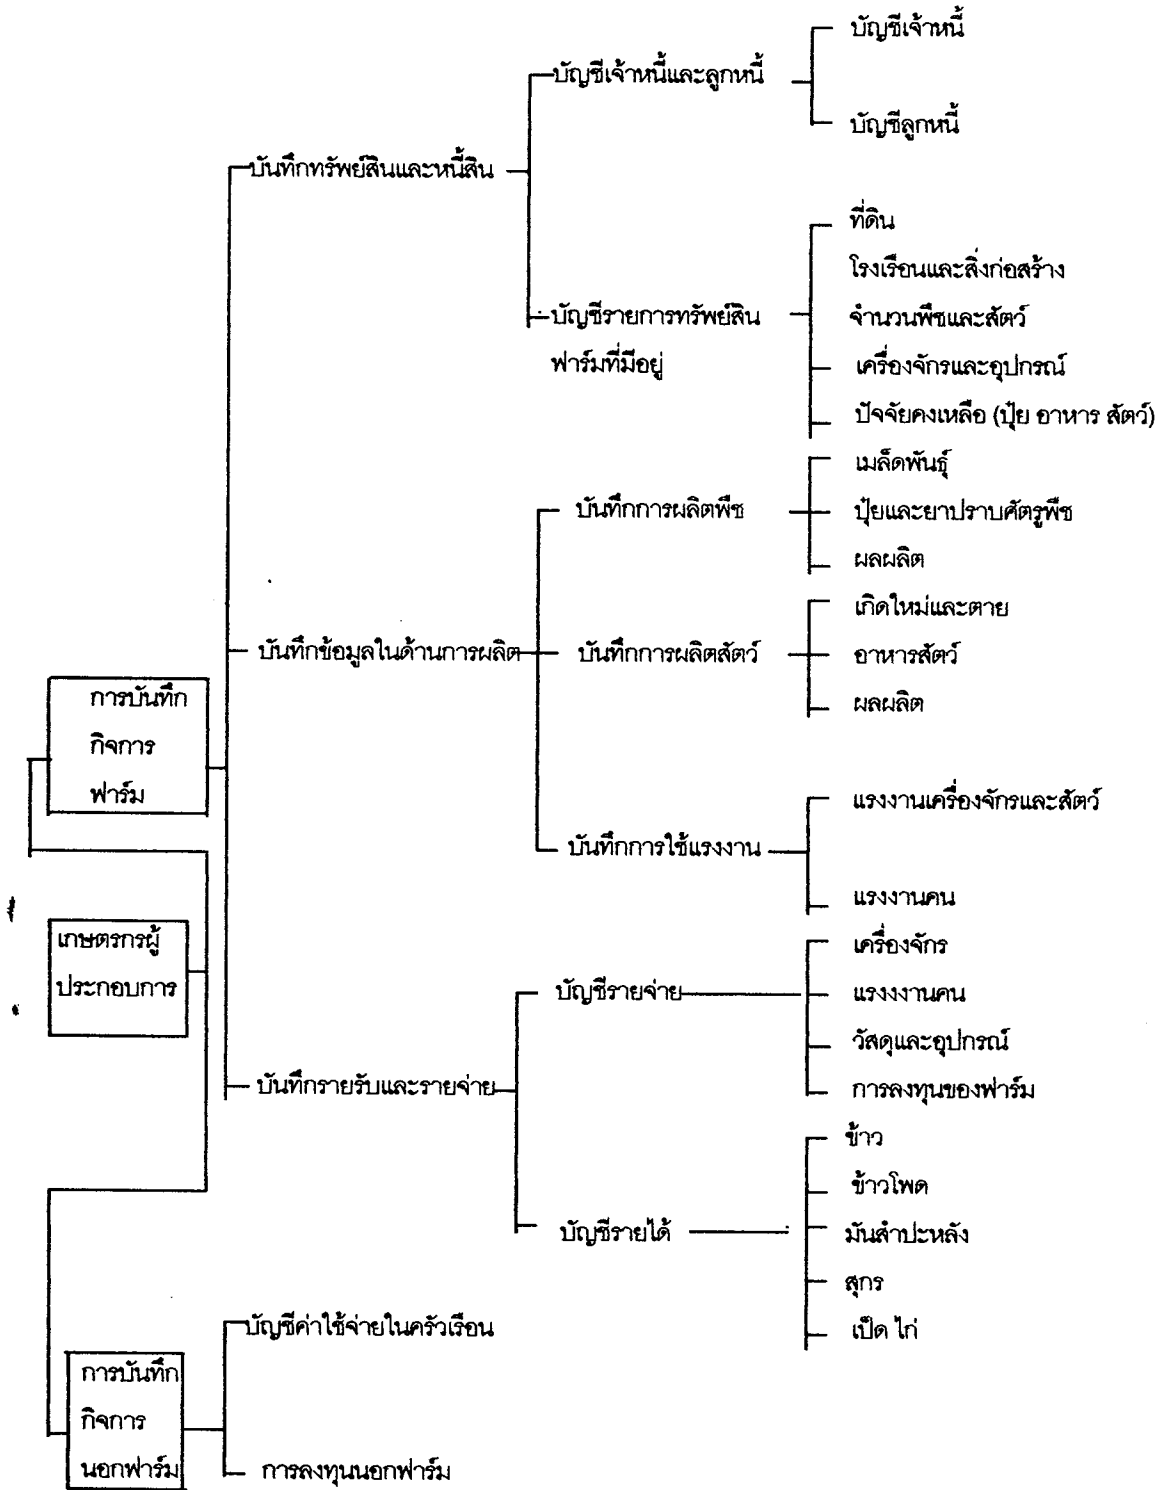 บัญชีเจ้าหนี้
บัญชีเจ้าหนี้และลูกหนี้
บัญชีลูกหนี้
บันทึกทรัพย์สินและหนี้สิน
ที่ดิน
โรงเรือนและสิ่งก่อสร้าง
บัญชีรายการทรัพย์สิน
จำนวนพืชและสัตว์
ฟาร์มที่มีอยู่
เครื่องจักรและอุปกรณ์
ปัจจัยคงเหลือ (ปุ๋ย อาหาร สัตว์)
เมล็ดพันธุ์
บันทึกการผลิตพืช
ปุ๋ยและยาปราบศัตรูพืช
ผลผลิต
เกิดใหม่และตาย
บันทึกข้อมูลในด้านการผลิต
บันทึกการผลิตสัตว์
อาหารสัตว์
ผลผลิต
การบันทึก
กิจการ
ฟาร์ม
แรงงานเครื่องจักรและสัตว์
บันทึกการใช้แรงงาน
แรงงานคน
เกษตรกรผู้
ประกอบการ
เครื่องจักร
บัญชีรายจ่าย
แรงงงานคน
วัสดุและอุปกรณ์
บันทึกรายรับและรายจ่าย
การลงทุนของฟาร์ม
ข้าว
ข้าวโพด
บัญชีรายได้
มันสำปะหลัง
สุกร
เป็ด ไก่
บัญชีค่าใช้จ่ายในครัวเรือน
การบันทึก
กิจการ
นอกฟาร์ม
การลงทุนนอกฟาร์ม